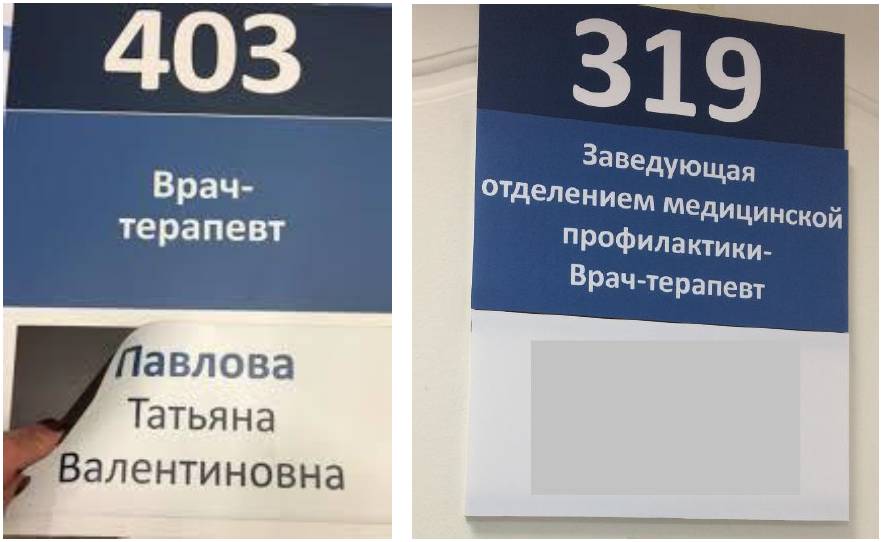 403
Врач-
терапевт
Павлова
Татьяна
Валентиновна
319
Заведующая
отделением медицинской
профилактики-
Врач-терапевт